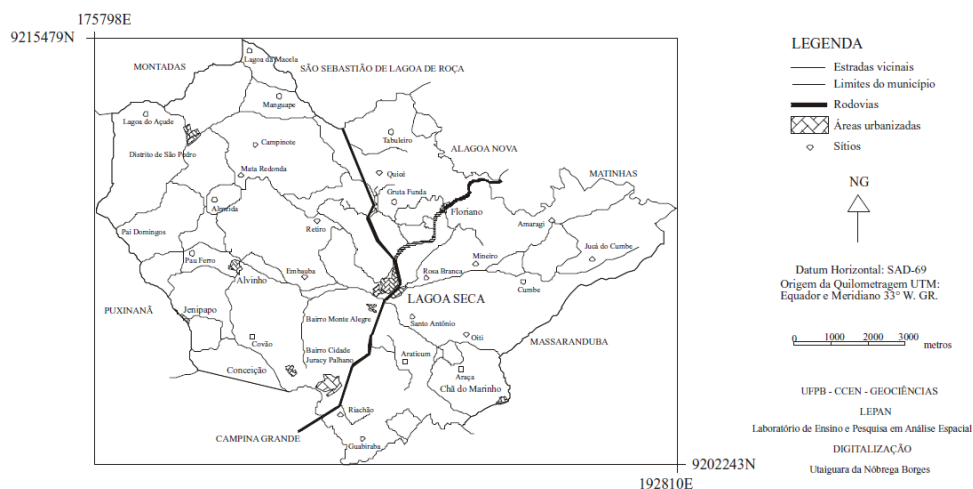 175798E
9215479N
Lagoa da Macela
MONTADAS
SÃO SEBASTIÃO DE LAGOA DE ROÇA
Manguape
Lagoa do Açude
Tabuleiro
Campinote
Distrito de São Pedro
ALAGOA NOVA
Mata Redonda
Quioi
MATINHAS
Gruta Funda
Almeida
Floriano
Retiro
Amaragi
Pai Domingos
Jucá do Cumbe
Pau Ferro
Mineiro
Alvinho
Embauba
Rosa Branca
Cumbe
LAGOA SECA
PUXINANÃ
Jenipapo
Bairro Monte Alegre
Santo Antônio
Oiti
MASSARANDUBA
Covão
Bairro Cidade
Juracy Palhano
Araticum
Conceição
Araça
Chã do Marinho
Riachão
CAMPINA GRANDE
Guabiraba
9202243N
192810E
LEGENDA
Estradas vicinais
Limites do município
Rodovias
Áreas urbanizadas
Sítios
NG
Datum Horizontal: SAD-69
Origem da Quilometragem UTM:
Equador e Meridiano 33° W. GR.
0 1000 2000 3000
metros
UFPB - CCEN - GEOCIÊNCIAS
LEPAN
Laboratório de Ensino e Pesquisa em Análise Espacial
DIGITALIZAÇÃO
Utaiguara da Nóbrega Borges